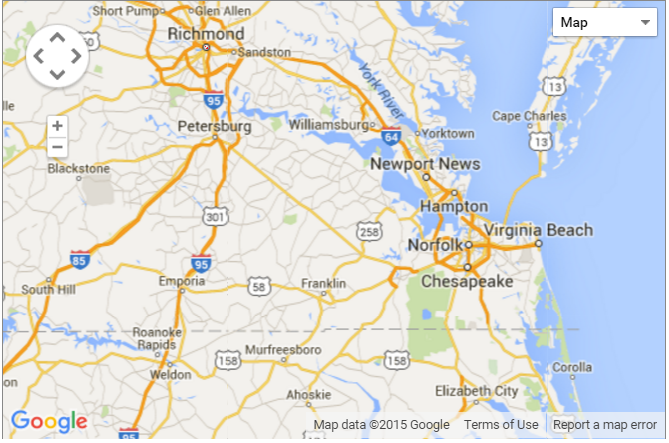 Short Pump
Glen Allen
Map
Richmond
60
Sandston
13
lle
95
York River
Cape Charles
+
Petersburg
Williamsburg
64
Yorktown
13
−
Blackstone
Newport News
Hampton
301
258
Virginia Beach
Norfolk
85
95
Chesapeake
South Hill
Emporia
58
Franklin
Roanoke
Rapids
158
Murfreesboro
158
Weldon
Corolla
on
Ahoskie
Elizabeth City
Google
95
Map data ©2015 Google
Terms of Use
Report a map error